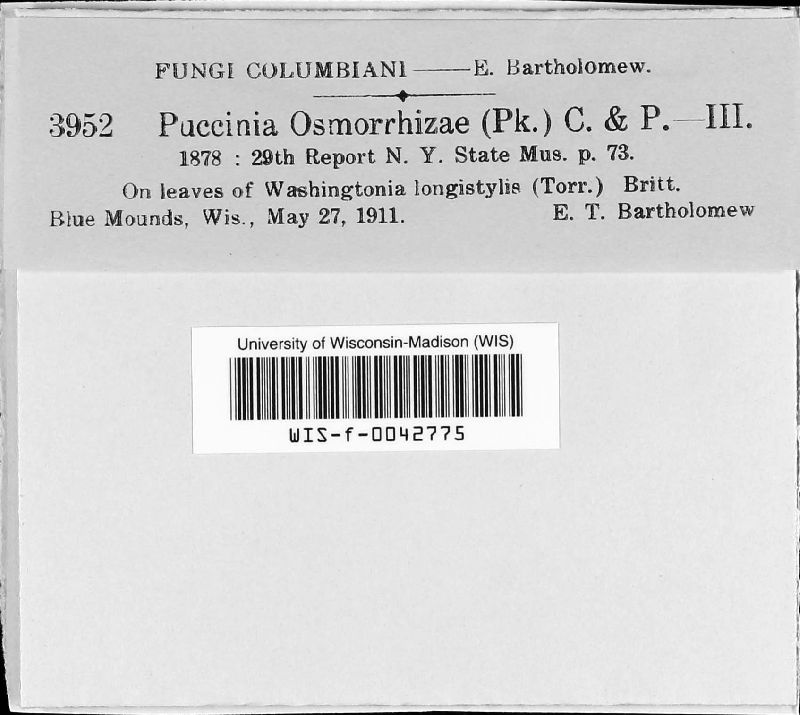 FUNGI COLUMBIANI —— E. Bartholomew.
3952 Puccinia Osmorrhizae (Pk.) C. & P.—III.
1878 : 29th Report N. Y. State Mus. p. 73.
On leaves of Washingtonia longistylis (Torr.) Britt.
Blue Mounds, Wis., May 27, 1911. E. T. Bartholomew
University of Wisconsin-Madison (WIS)
WIS-f-0042775